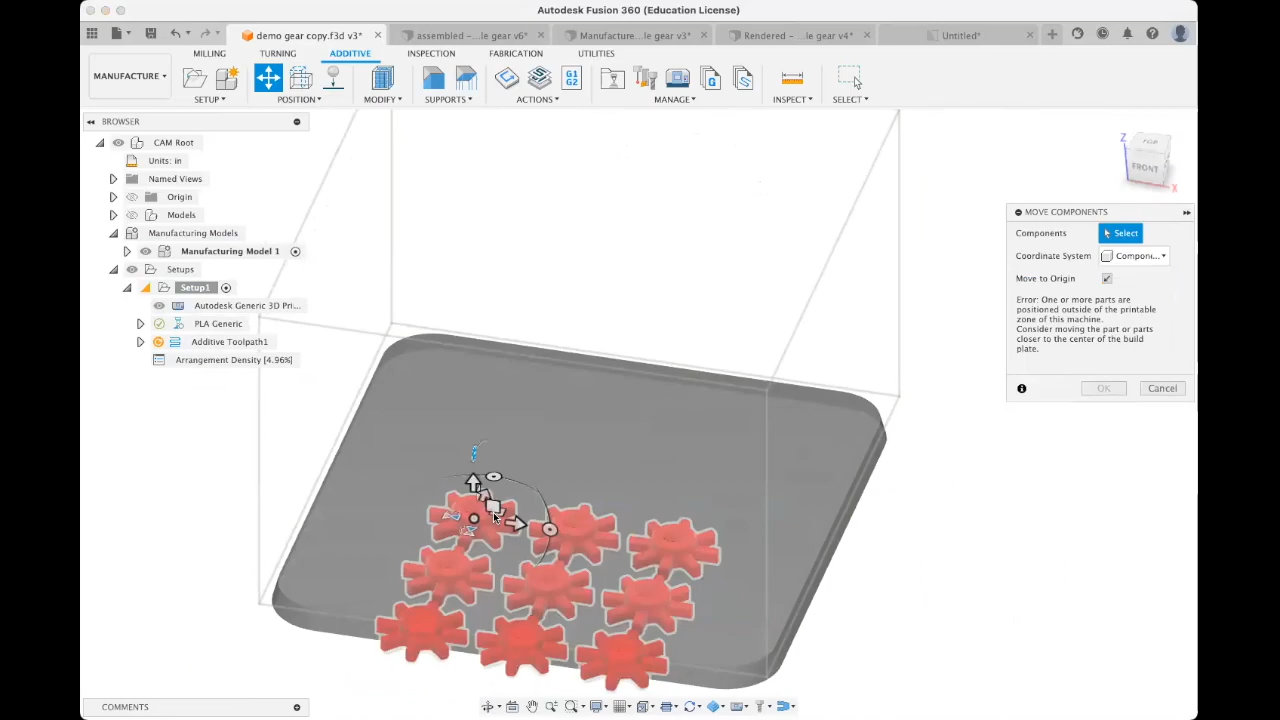 Autodesk Fusion 360 (Education License)
demo gear copy.f3d v3*
assembled –...le gear v6*
Manufacture...le gear v3*
Rendered – ...le gear v4*
Untitled*
MANUFACTURE
MILLING
TURNING
ADDITIVE
INSPECTION
FABRICATION
UTILITIES
G1
G2
G
G
SETUP
POSITION
MODIFY
SUPPORTS
ACTIONS
MANAGE
INSPECT
SELECT
BROWSER
CAM Root
Units: in
Named Views
Origin
Models
Manufacturing Models
Manufacturing Model 1
Setups
Setup1
Autodesk Generic 3D Pri...
PLA Generic
Additive Toolpath1
Arrangement Density [4.96%]
Z
TOP
FRONT
X
MOVE COMPONENTS
Components
Select
Coordinate System
Compon...
Move to Origin
Error: One or more parts are
positioned outside of the printable
zone of this machine.
Consider moving the part or parts
closer to the center of the build
plate.
OK
Cancel
COMMENTS